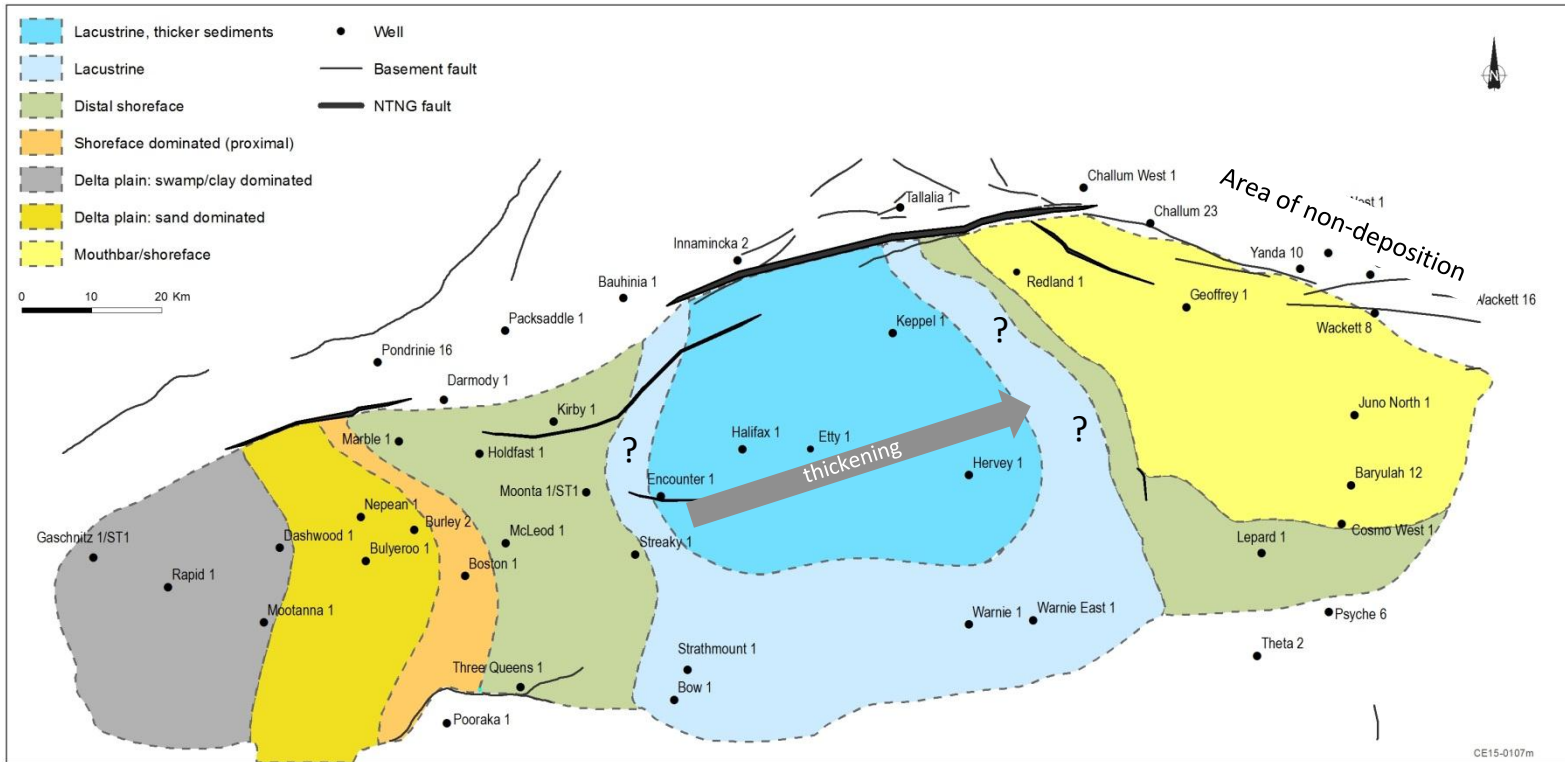 Lacustrine, thicker sediments
Lacustrine
Distal shoreface
Shoreface dominated (proximal)
Delta plain: swamp/clay dominated
Delta plain: sand dominated
Mouthbar/shoreface
Well
Basement fault
NTNG fault
0 10 20 Km
N
Challum West 1
Tallalia 1
Challum 23
Area of non-deposition
Yanda 10
Innamincka 2
Redland 1
Bauhinia 1
Geoffrey 1
Wackett 16
Wackett 8
Packsaddle 1
Keppel 1
?
Pondrinie 16
Darmody 1
Juno North 1
Kirby 1
Marble 1
Halifax 1
Etty 1
?
?
Holdfast 1
thickening
Hervey 1
Baryulah 12
Encounter 1
Moonta 1/ST1
Nepean 1
Burley 2
Cosmo West 1
Gaschnitz 1/ST1
Dashwood 1
McLeod 1
Streaky 1
Lepard 1
Bulyeroo 1
Boston 1
Rapid 1
Mootanna 1
Warnie 1
Warnie East 1
Psyche 6
Strathmount 1
Theta 2
Three Queens 1
Bow 1
Pooraka 1
CE15-0107m